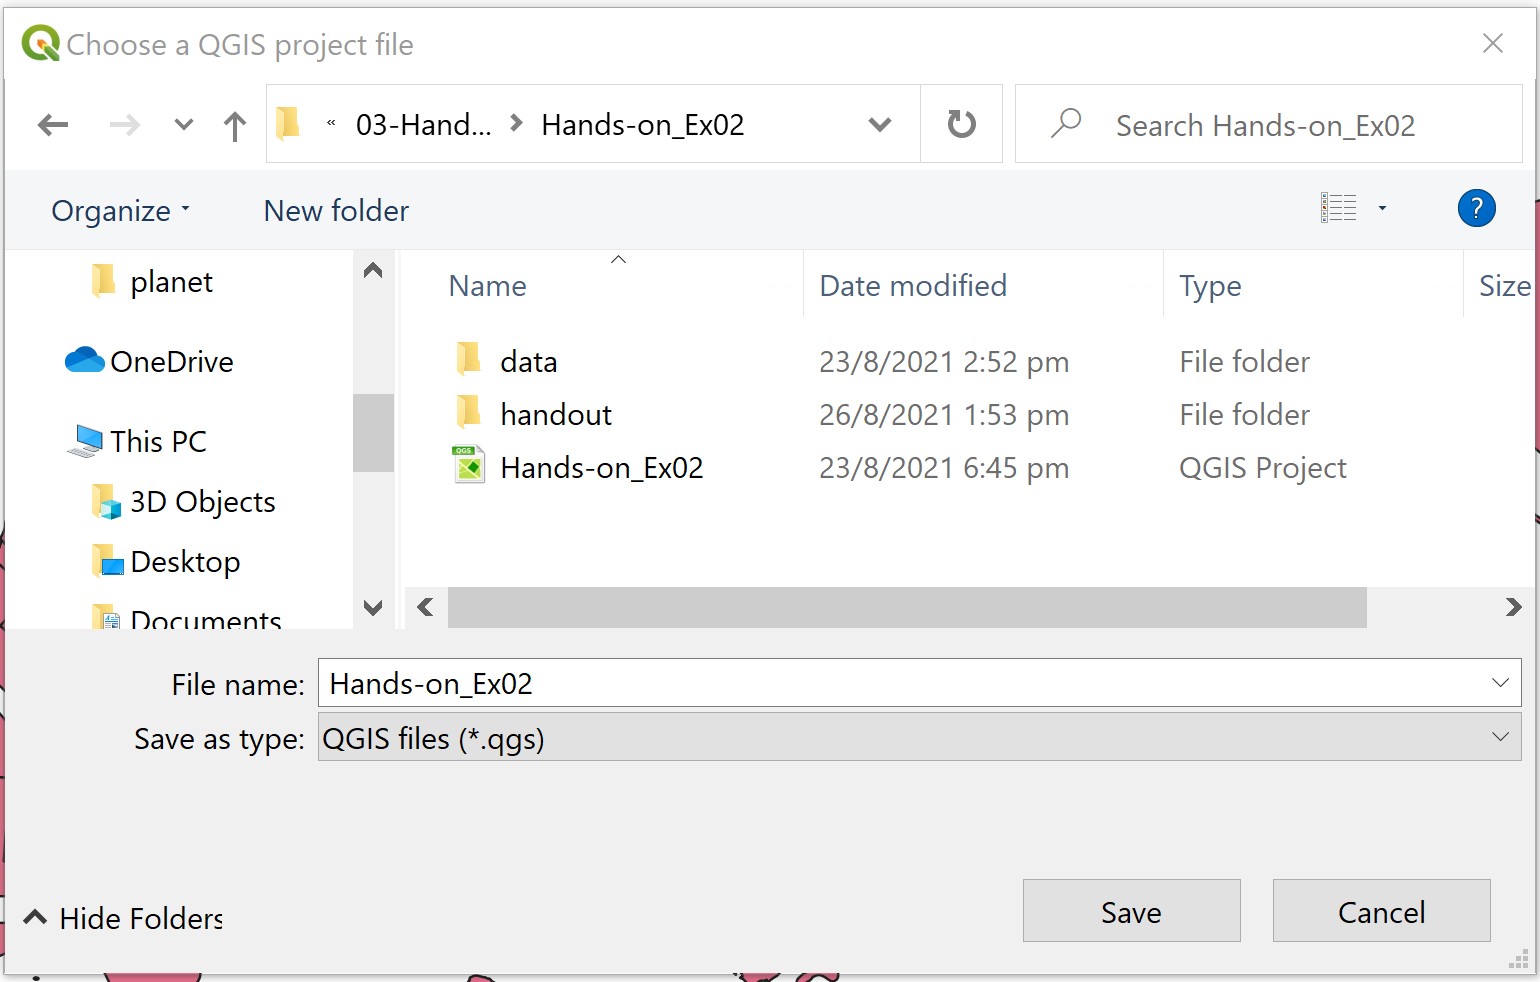 Choose a QGIS project file
« 03-Hand... > Hands-on_Ex02
Search Hands-on_Ex02
Organize
New folder
?
planet
OneDrive
This PC
3D Objects
Desktop
Documents
Name Date modified Type Size
data 23/8/2021 2:52 pm File folder
handout 26/8/2021 1:53 pm File folder
QGS Hands-on_Ex02 23/8/2021 6:45 pm QGIS Project
File name: Hands-on_Ex02
Save as type: QGIS files (*.qgs)
Hide Folders
Save
Cancel